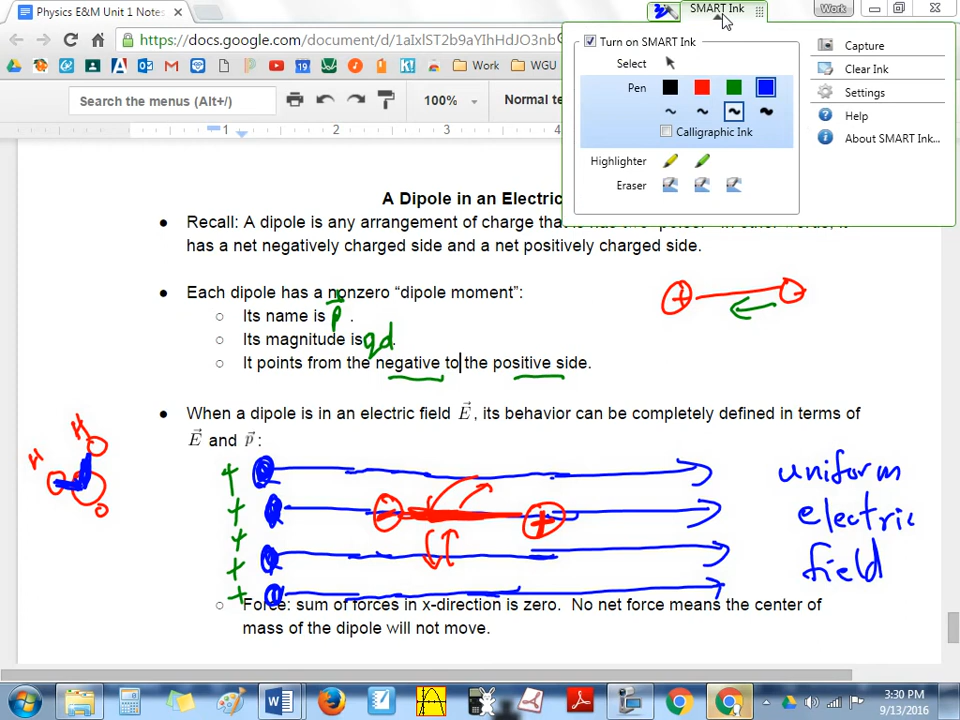 Physics E&M Unit 1 Notes
SMART Ink
Work
https://docs.google.com/document/d/1aIxlST2b9aYIhHdJO3nb
Turn on SMART Ink
Capture
Select
Clear Ink
Pen
Settings
Help
Calligraphic Ink
About SMART Ink...
Highlighter
Eraser
19
Work
WGU
Search the menus (Alt+/)
100%
Normal te
1
2
3
A Dipole in an Electric
Recall: A dipole is any arrangement of charge that
has a net negatively charged side and a net positively charged side.
Each dipole has a nonzero “dipole moment”:
Its name is p .
Its magnitude is qd.
It points from the negative to the positive side.
When a dipole is in an electric field E, its behavior can be completely defined in terms of
E and p:
H
H
O
+
+
+
+
+
uniform
electric
field
Force: sum of forces in x-direction is zero. No net force means the center of
mass of the dipole will not move.
3:30 PM
9/13/2016